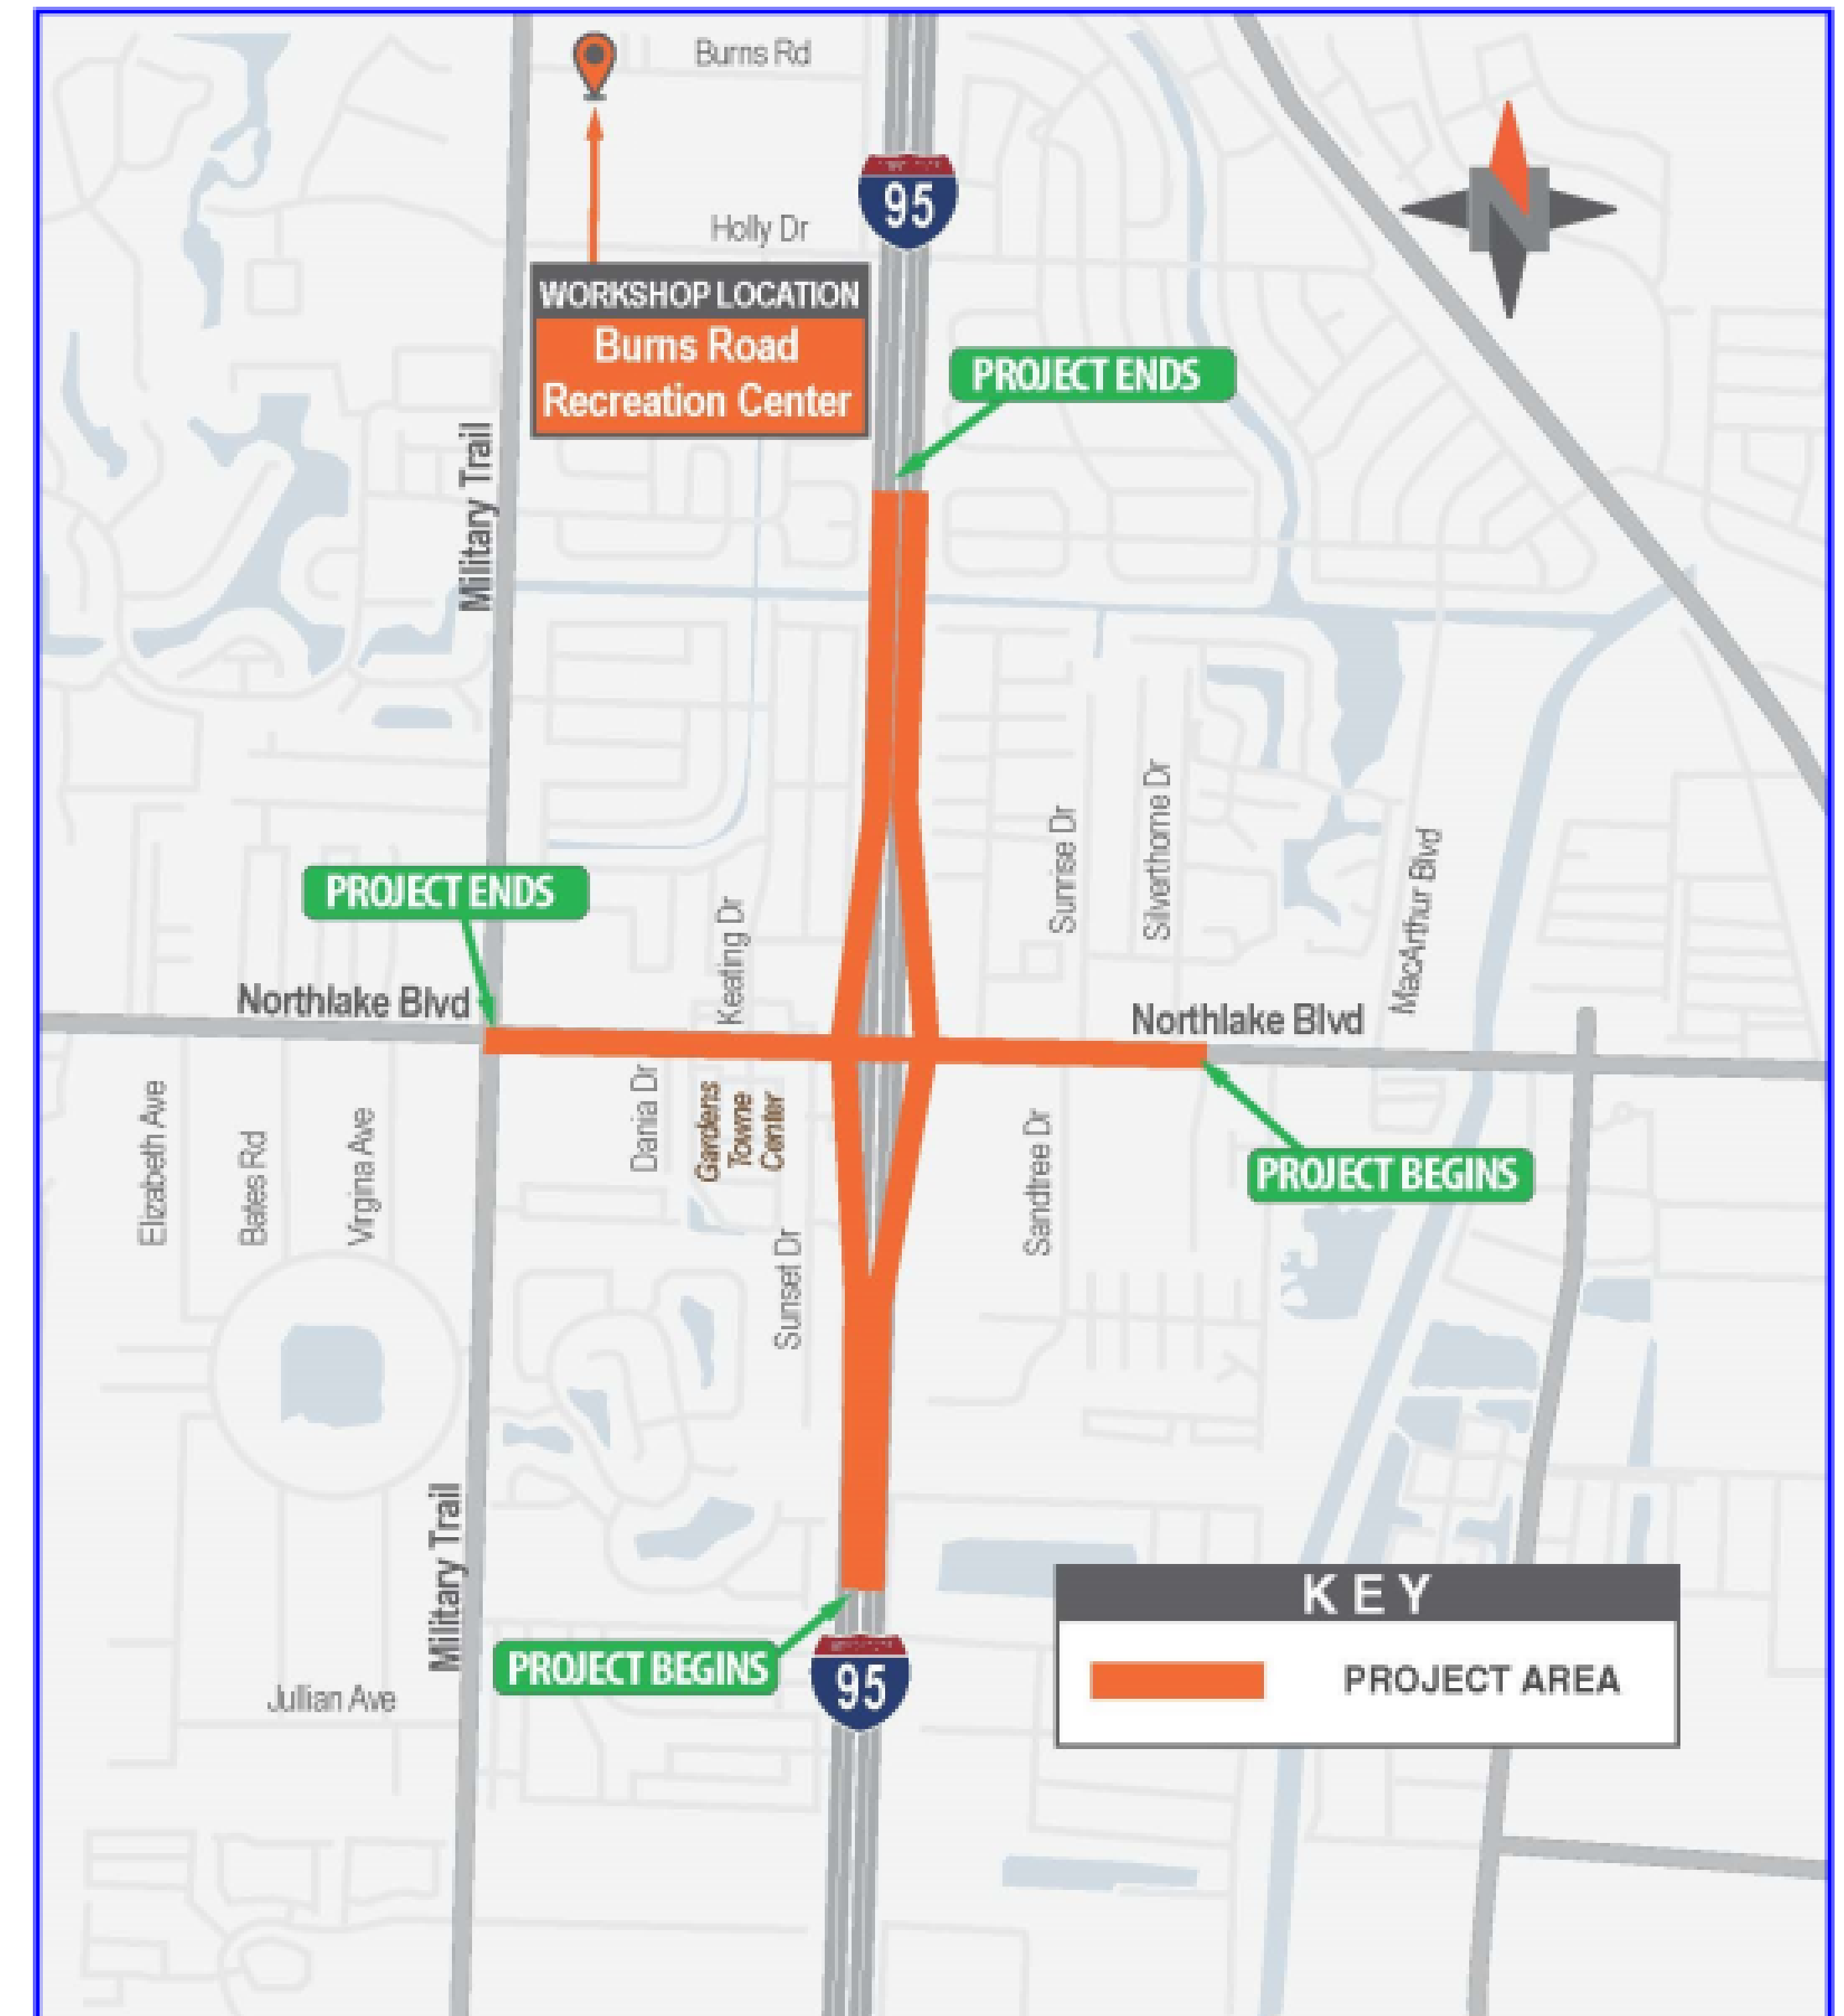 Burns Rd
95
N
Holly Dr
WORKSHOP LOCATION
Burns Road
Recreation Center
PROJECT ENDS
Military Trail
Sunrise Dr
Silverthorne Dr
MacArthur Blvd
PROJECT ENDS
Keating Dr
Northlake Blvd
Northlake Blvd
Elizabeth Ave
Bates Rd
Virgina Ave
Dania Dr
Gardens
Towne
Center
Sunset Dr
Sandtree Dr
PROJECT BEGINS
Military Trail
KEY
PROJECT AREA
PROJECT BEGINS
95
Jullian Ave